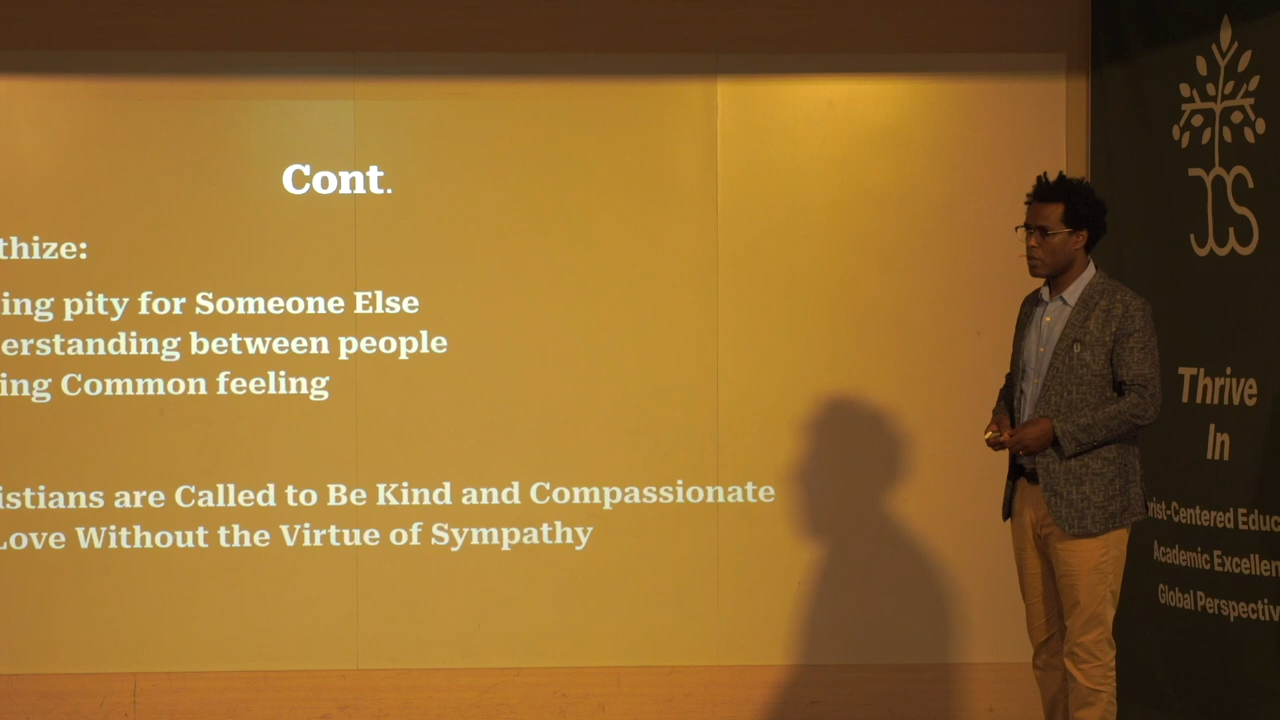 Cont.
thize:
ing pity for Someone Else
erstanding between people
ing Common feeling
istians are Called to Be Kind and Compassionate
Love Without the Virtue of Sympathy
JCS
Thrive
In
rist-Centered Educ
Academic Excellen
Global Perspectiv